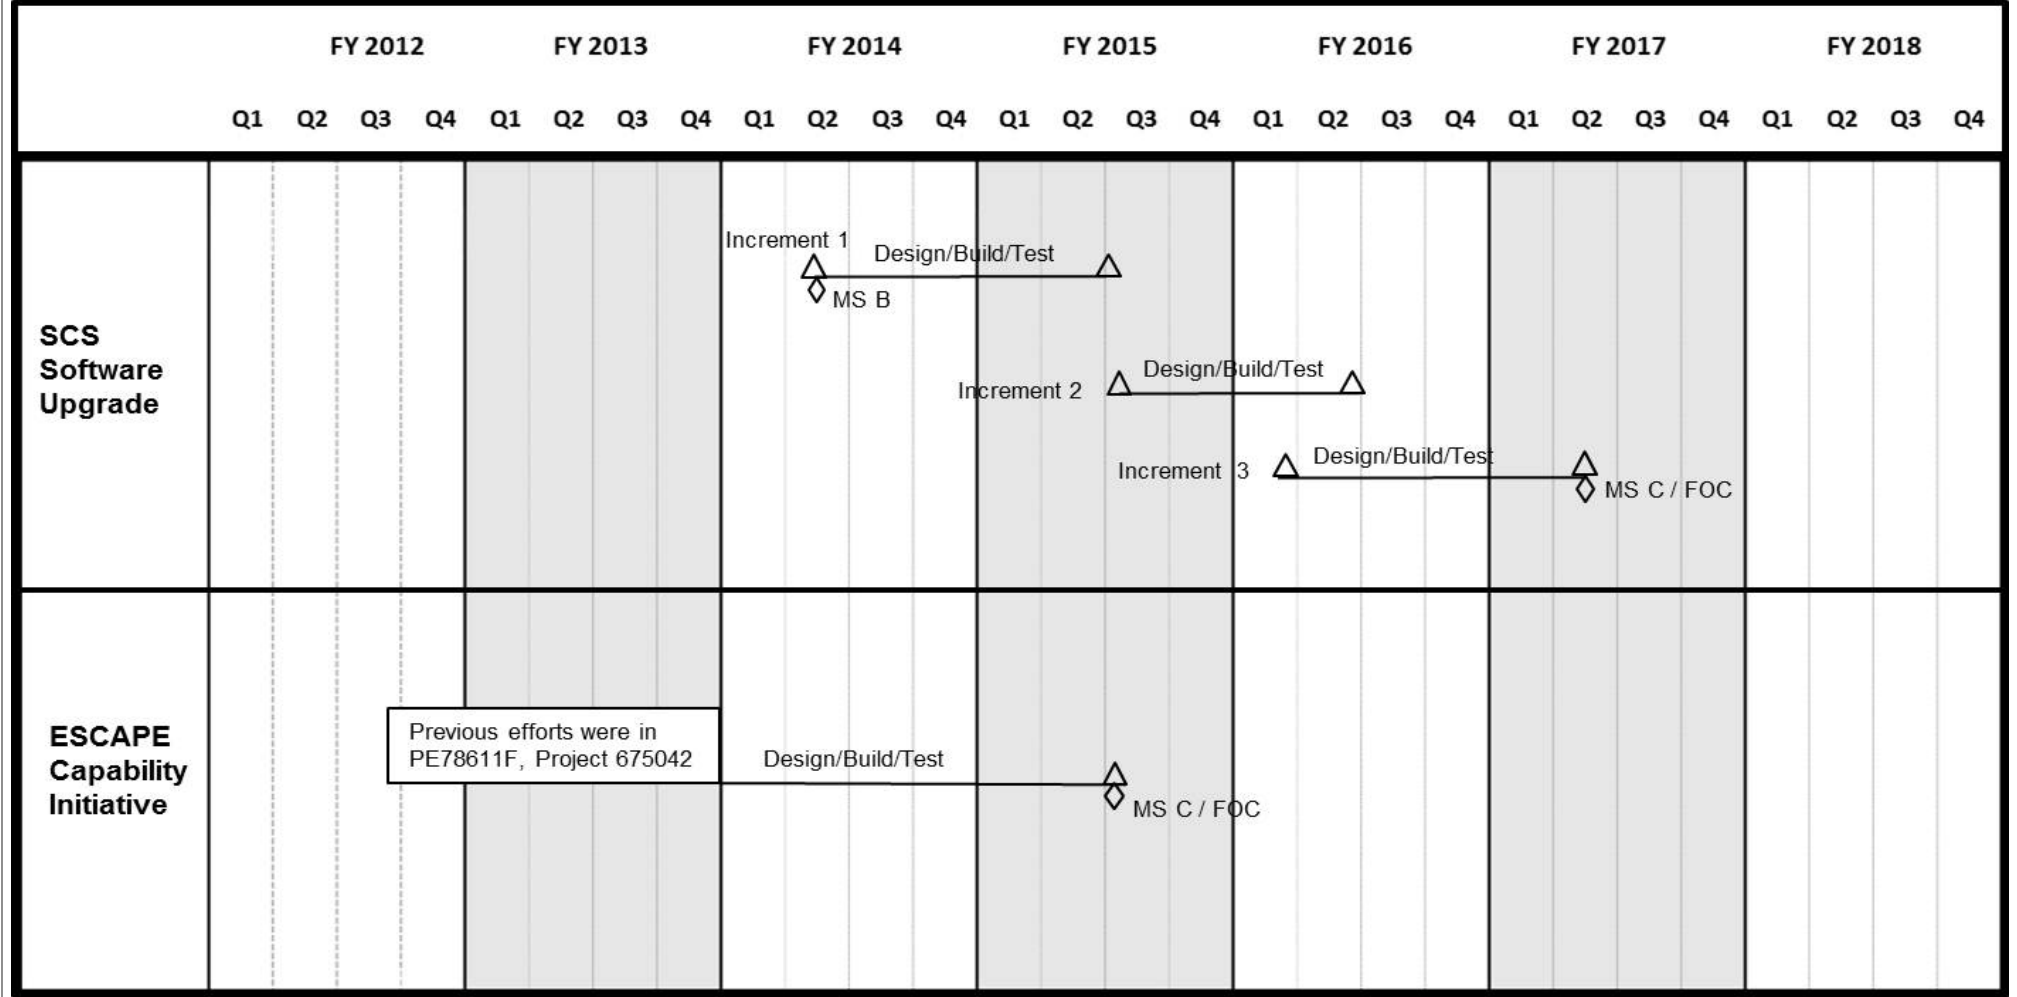 FY 2012 FY 2013 FY 2014 FY 2015 FY 2016 FY 2017 FY 2018
Q1 Q2 Q3 Q4 Q1 Q2 Q3 Q4 Q1 Q2 Q3 Q4 Q1 Q2 Q3 Q4 Q1 Q2 Q3 Q4 Q1 Q2 Q3 Q4 Q1 Q2 Q3 Q4
SCS
Software
Upgrade
Increment 1
Design/Build/Test
MS B
Design/Build/Test
Increment 2
Design/Build/Test
Increment 3
MS C / FOC
ESCAPE
Capability
Initiative
Previous efforts were in
PE78611F, Project 675042
Design/Build/Test
MS C / FOC